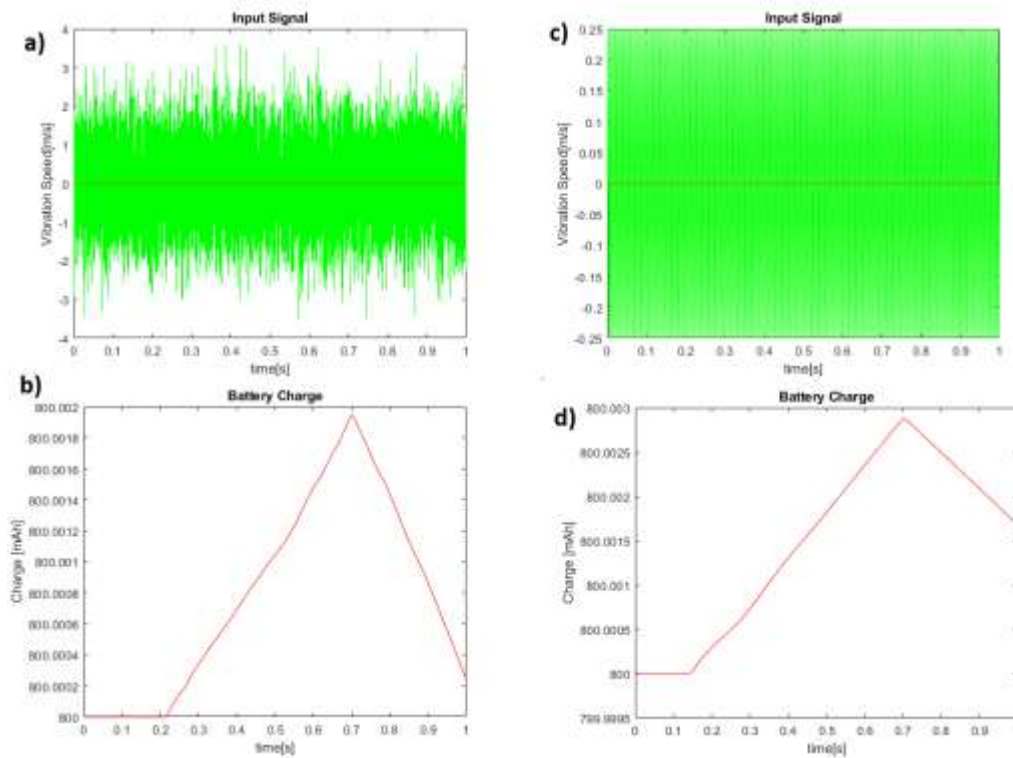 a)
Input Signal
Vibration Speed[m/s]
4
3
2
1
0
-1
-2
-3
-4
0 0.1 0.2 0.3 0.4 0.5 0.6 0.7 0.8 0.9 1
time[s]
c)
Input Signal
Vibration Speed[m/s]
0.25
0.2
0.15
0.1
0.05
0
-0.05
-0.1
-0.15
-0.2
-0.25
0 0.1 0.2 0.3 0.4 0.5 0.6 0.7 0.8 0.9 1
time[s]
b)
Battery Charge
Charge [mAh]
800.002
800.0018
800.0016
800.0014
800.0012
800.001
800.0008
800.0006
800.0004
800.0002
800
0 0.1 0.2 0.3 0.4 0.5 0.6 0.7 0.8 0.9 1
time[s]
d)
Battery Charge
Charge [mAh]
800.003
800.0025
800.002
800.0015
800.001
800.0005
800
799.9995
0 0.1 0.2 0.3 0.4 0.5 0.6 0.7 0.8 0.9
time[s]